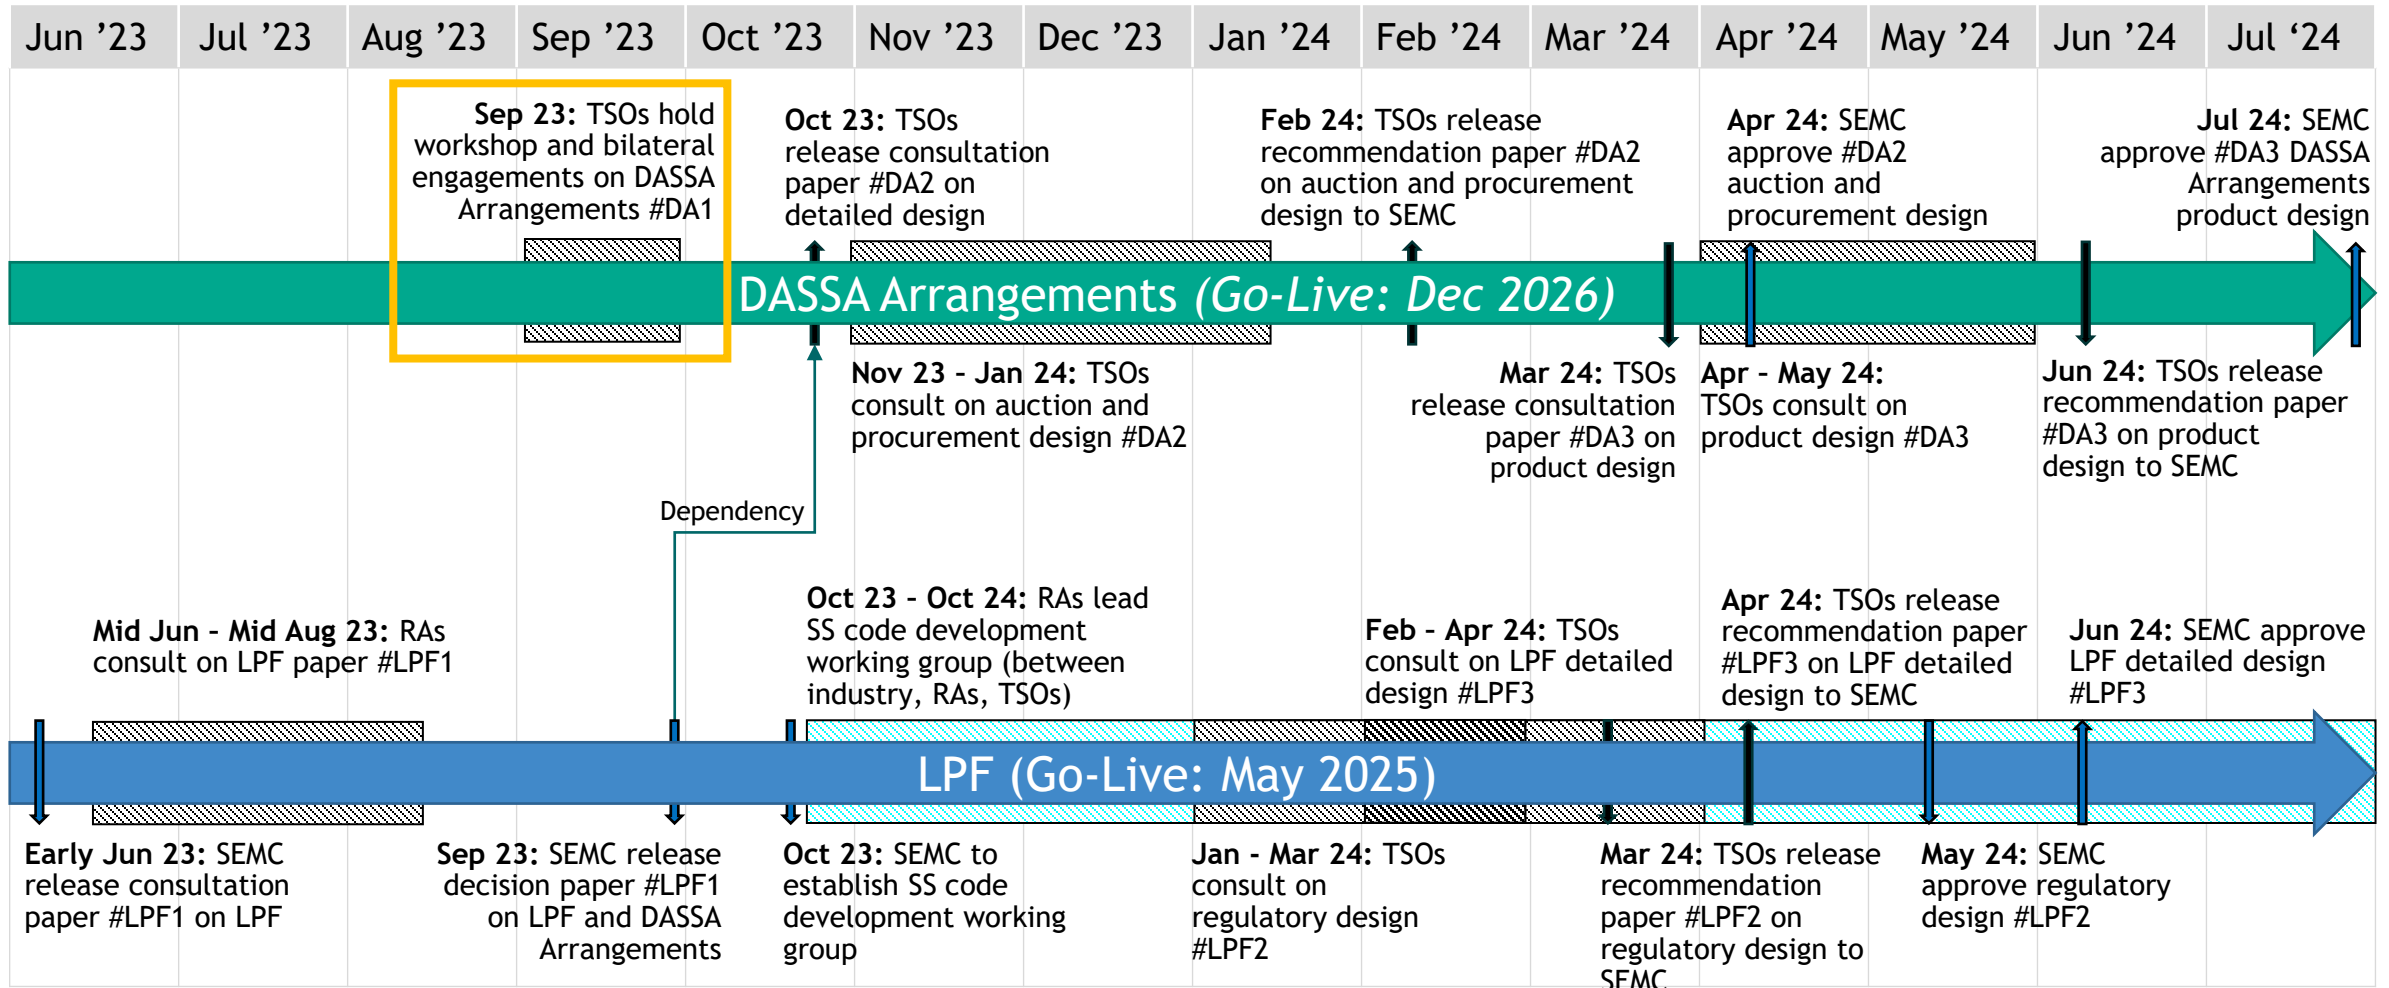 Jun ’23
Jul ’23
Aug ’23
Sep ’23
Oct ’23
Nov ’23
Dec ’23
Jan ’24
Feb ’24
Mar ’24
Apr ’24
May ’24
Jun ’24
Jul ‘24
Sep 23: TSOs hold
workshop and bilateral
engagements on DASSA
Arrangements #DA1
Oct 23: TSOs
release consultation
paper #DA2 on
detailed design
Feb 24: TSOs release
recommendation paper #DA2
on auction and procurement
design to SEMC
Apr 24: SEMC
approve #DA2
auction and
procurement design
Jul 24: SEMC
approve #DA3 DASSA
Arrangements
product design
DASSA Arrangements (Go-Live: Dec 2026)
Nov 23 – Jan 24: TSOs
consult on auction and
procurement design #DA2
Mar 24: TSOs
release consultation
paper #DA3 on
product design
Apr – May 24:
TSOs consult on
product design #DA3
Jun 24: TSOs release
recommendation paper
#DA3 on product
design to SEMC
Dependency
Mid Jun – Mid Aug 23: RAs
consult on LPF paper #LPF1
Oct 23 – Oct 24: RAs lead
SS code development
working group (between
industry, RAs, TSOs)
Feb – Apr 24: TSOs
consult on LPF detailed
design #LPF3
Apr 24: TSOs release
recommendation paper
#LPF3 on LPF detailed
design to SEMC
Jun 24: SEMC approve
LPF detailed design
#LPF3
LPF (Go-Live: May 2025)
Early Jun 23: SEMC
release consultation
paper #LPF1 on LPF
Sep 23: SEMC release
decision paper #LPF1
on LPF and DASSA
Arrangements
Oct 23: SEMC to
establish SS code
development working
group
Jan - Mar 24: TSOs
consult on
regulatory design
#LPF2
Mar 24: TSOs release
recommendation
paper #LPF2 on
regulatory design to
SEMC
May 24: SEMC
approve regulatory
design #LPF2